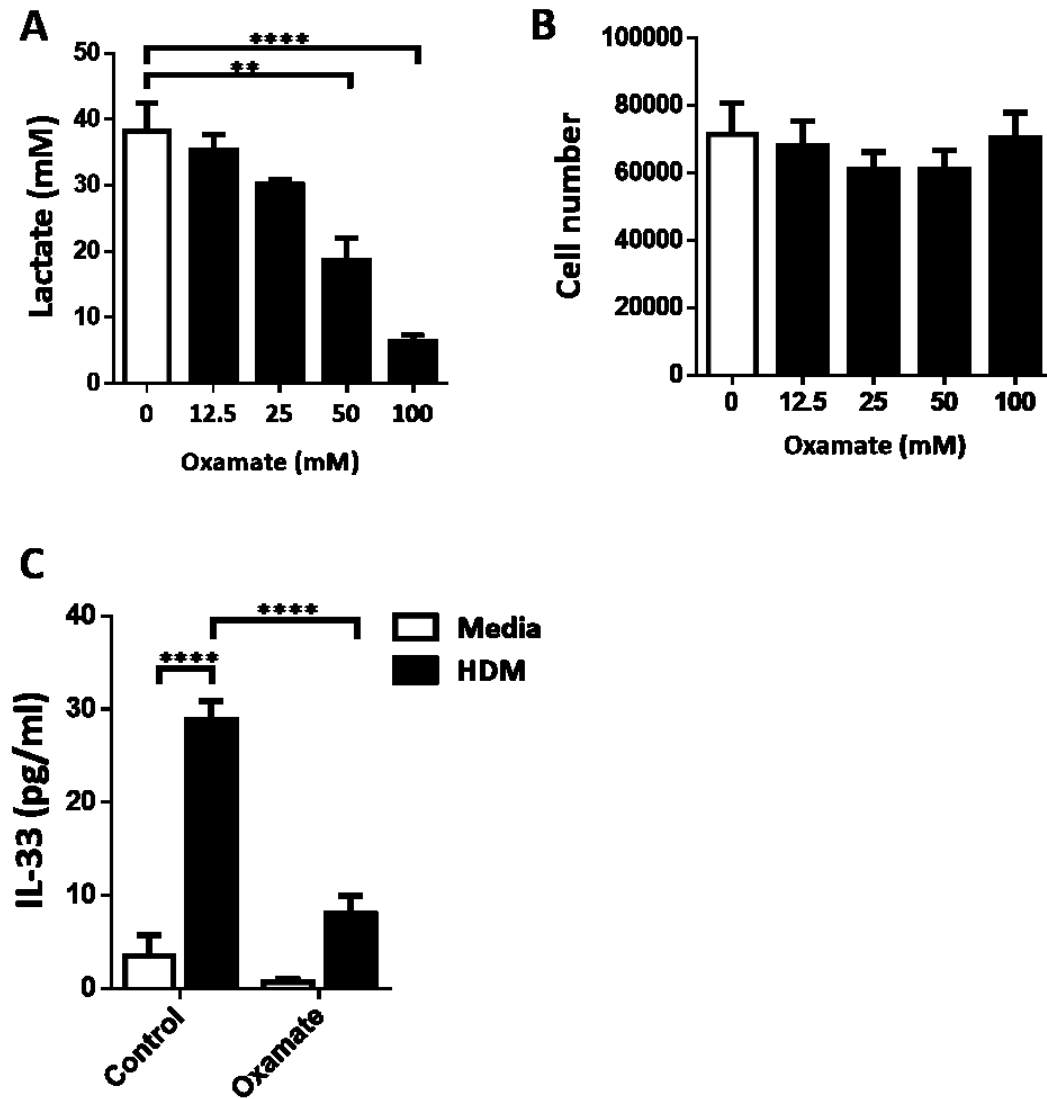 A
****
**
50
40
30
20
10
0
Lactate (mM)
0 12.5 25 50 100
Oxamate (mM)
B
100000
80000
60000
40000
20000
0
Cell number
0 12.5 25 50 100
Oxamate (mM)
C
****
****
40
30
20
10
0
IL-33 (pg/ml)
Control
Oxamate
Media
HDM